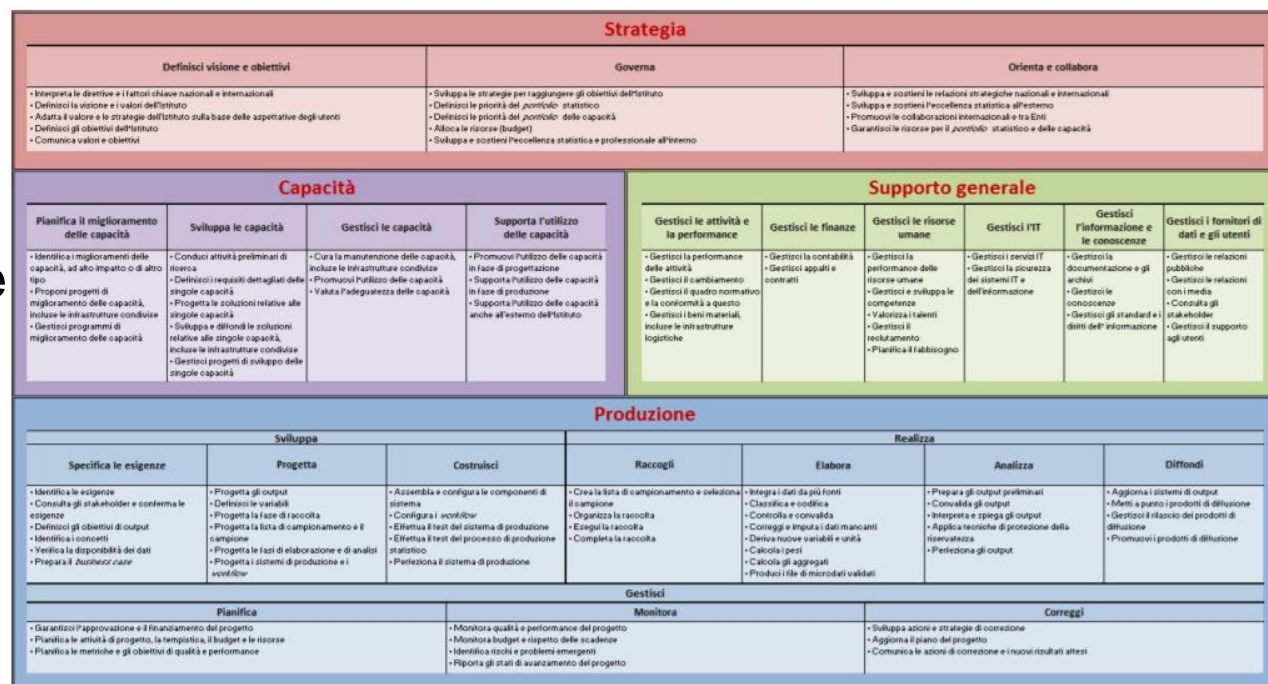 Strategia
Definisci visione e obiettivi
• Interpreta le direttive e i fattori chiave nazionali e internazionali
• Definisci la visione e i valori dell'Istituto
• Adatta il valore e le strategie dell'Istituto sulla base delle aspettative degli utenti
• Definisci gli obiettivi dell'Istituto
• Comunica valori e obiettivi
Governa
• Sviluppa le strategie per raggiungere gli obiettivi dell'Istituto
• Definisci le priorità del portfolio statistico
• Definisci le priorità del portfolio delle capacità
• Alloca le risorse (budget)
• Sviluppa e sostieni l'eccellenza statistica e professionale all'interno
Orienta e collabora
• Sviluppa e sostieni le relazioni strategiche nazionali e internazionali
• Sviluppa e sostieni l'eccellenza statistica all'esterno
• Promuovi le collaborazioni internazionali e tra Enti
• Garantisci le risorse per il portfolio statistico e delle capacità
e
Capacità
Pianifica il miglioramento
delle capacità
• Identifica i miglioramenti delle
capacità, ad alto impatto o di altro
tipo
• Proponi progetti di
miglioramento delle capacità,
incluse le infrastrutture condivise
• Gestisci programmi di
miglioramento delle capacità
Sviluppa le capacità
• Conduci attività preliminari di
ricerca
• Definisci i requisiti dettagliati delle
singole capacità
• Progetta le soluzioni relative alle
singole capacità
• Sviluppa e diffondi le soluzioni
relative alle singole capacità,
incluse le infrastrutture condivise
• Gestisci progetti di sviluppo delle
singole capacità
Gestisci le capacità
• Cura la manutenzione delle capacità,
incluse le infrastrutture condivise
• Promuovi l'utilizzo delle capacità
• Valuta l'adeguatezza delle capacità
Supporta l'utilizzo
delle capacità
• Promuovi l'utilizzo delle capacità
in fase di progettazione
• Supporta l'utilizzo delle capacità
in fase di produzione
• Supporta l'utilizzo delle capacità
anche all'esterno dell'Istituto
Supporto generale
Gestisci le attività e
la performance
• Gestisci la performance
delle attività
• Gestisci il cambiamento
• Gestisci il quadro normativo
e la conformità a questo
• Gestisci i beni materiali,
incluse le infrastrutture
logistiche
Gestisci le finanze
• Gestisci la contabilità
• Gestisci appalti e
contratti
Gestisci le risorse
umane
• Gestisci la
performance delle
risorse umane
• Gestisci e sviluppa le
competenze
• Valorizza i talenti
• Gestisci il
reclutamento
• Pianifica il fabbisogno
Gestisci l'IT
• Gestisci i servizi IT
• Gestisci la sicurezza
dei sistemi IT e
dell'informazione
Gestisci
l'informazione e
le conoscenze
• Gestisci la
documentazione e gli
archivi
• Gestisci le
conoscenze
• Gestisci gli standard e i
diritti dell' informazione
Gestisci i fornitori di
dati e gli utenti
• Gestisci le relazioni
pubbliche
• Gestisci le relazioni
con i media
• Consulta gli
stakeholder
• Gestisci il supporto
agli utenti
Produzione
Sviluppa
Realizza
Specifica le esigenze
• Identifica le esigenze
• Consulta gli stakeholder e conferma le
esigenze
• Definisci gli obiettivi di output
• Identifica i concetti
• Verifica la disponibilità dei dati
• Prepara il business case
Progetta
• Progetta gli output
• Definisci le variabili
• Progetta la fase di raccolta
• Progetta la lista di campionamento e il
campione
• Progetta le fasi di elaborazione e di analisi
• Progetta i sistemi di produzione e i
workflow
Costruisci
• Assembla e configura le componenti di
sistema
• Configura i workflow
• Effettua il test del sistema di produzione
• Effettua il test del processo di produzione
statistico
• Perfeziona il sistema di produzione
Raccogli
• Crea la lista di campionamento e seleziona
il campione
• Organizza la raccolta
• Esegui la raccolta
• Completa la raccolta
Elabora
• Integra i dati da più fonti
• Classifica e codifica
• Controlla e convalida
• Correggi e imputa i dati mancanti
• Deriva nuove variabili e unità
• Calcola i pesi
• Calcola gli aggregati
• Produci i file di microdati validati
Analizza
• Prepara gli output preliminari
• Convalida gli output
• Interpreta e spiega gli output
• Applica tecniche di protezione della
riservatezza
• Perfeziona gli output
Diffondi
• Aggiorna i sistemi di output
• Metti a punto i prodotti di diffusione
• Gestisci il rilascio dei prodotti di
diffusione
• Promuovi i prodotti di diffusione
Gestisci
Pianifica
• Garantisci l'approvazione e il finanziamento del progetto
• Pianifica le attività di progetto, la tempistica, il budget e le risorse
• Pianifica le metriche e gli obiettivi di qualità e performance
Monitora
• Monitora qualità e performance del progetto
• Monitora budget e rispetto delle scadenze
• Identifica rischi e problemi emergenti
• Riporta gli stati di avanzamento del progetto
Correggi
• Sviluppa azioni e strategie di correzione
• Aggiorna il piano del progetto
• Comunica le azioni di correzione e i nuovi risultati attesi